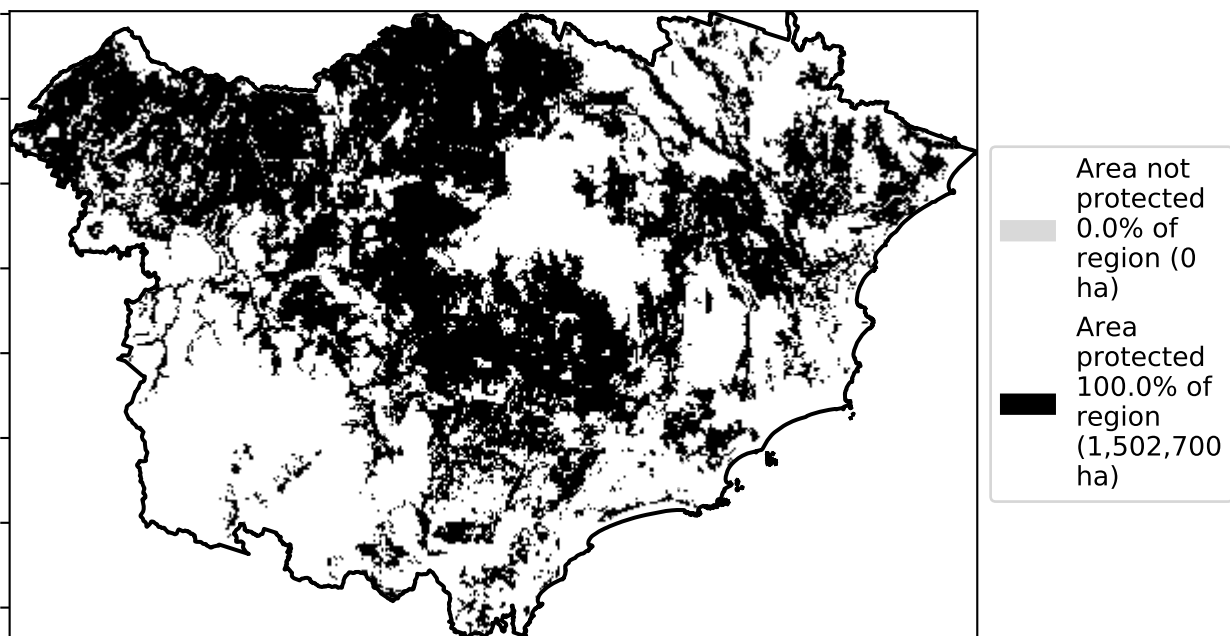 Area not
protected
0.0% of
region (0
ha)
Area
protected
100.0% of
region
(1,502,700
ha)